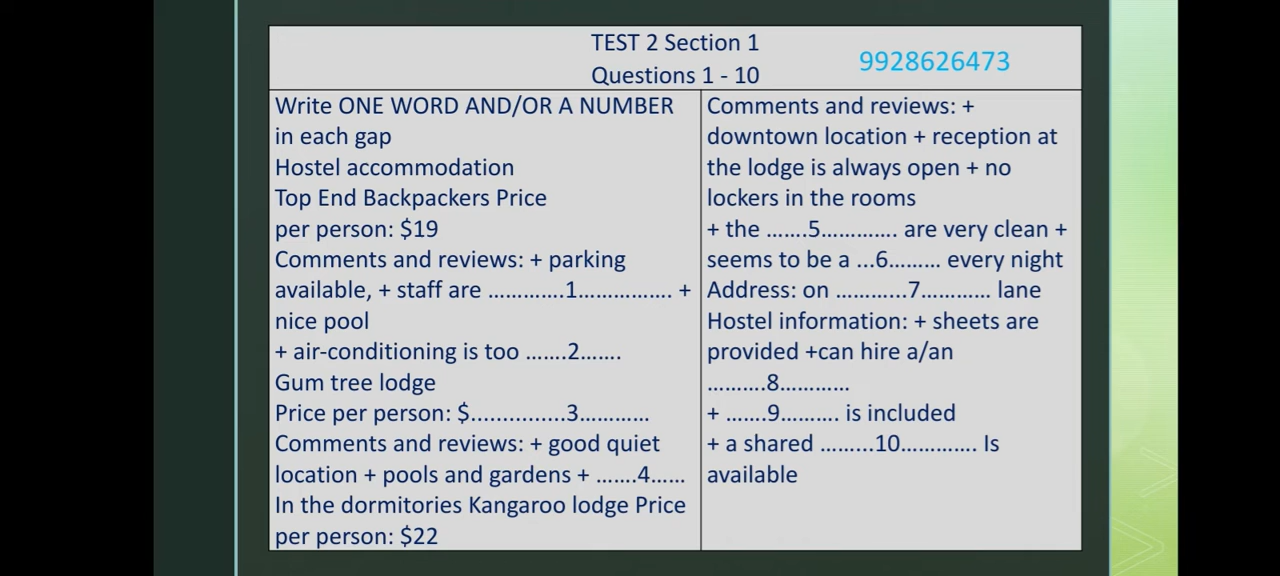 TEST 2 Section 1
Questions 1 - 10
9928626473
Write ONE WORD AND/OR A NUMBER
in each gap
Hostel accommodation
Top End Backpackers Price
per person: $19
Comments and reviews: + parking
available, + staff are ………….1……………. +
nice pool
+ air-conditioning is too …….2…….
Gum tree lodge
Price per person: $..............3…………
Comments and reviews: + good quiet
location + pools and gardens + …….4……
In the dormitories Kangaroo lodge Price
per person: $22
Comments and reviews: +
downtown location + reception at
the lodge is always open + no
lockers in the rooms
+ the …….5…………. are very clean +
seems to be a ...6……… every night
Address: on ………...7………… lane
Hostel information: + sheets are
provided +can hire a/an
……….8…………
+ …….9………. is included
+ a shared ……...10…………. Is
available